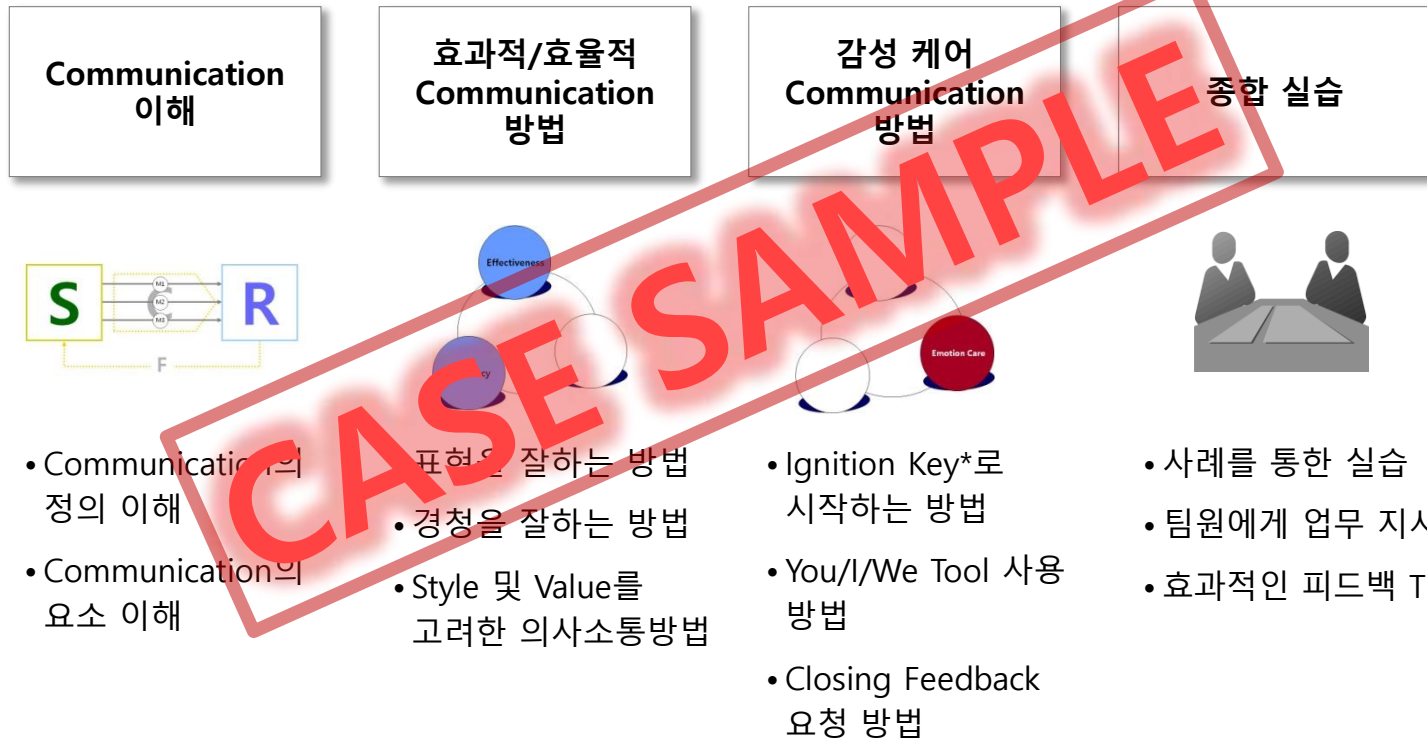 Communication
이해
효과적/효율적
Communication
방법
감성 케어
Communication
방법
종합 실습
S
M1
M2
M3
R
F
Effectiveness
cy
Emotion Care
CASE SAMPLE
• Communication의
정의 이해
• Communication의
요소 이해
표현을 잘하는 방법
• 경청을 잘하는 방법
• Style 및 Value를
고려한 의사소통방법
• Ignition Key*로
시작하는 방법
• You/I/We Tool 사용
방법
• Closing Feedback
요청 방법
• 사례를 통한 실습
• 팀원에게 업무 지시
• 효과적인 피드백 T